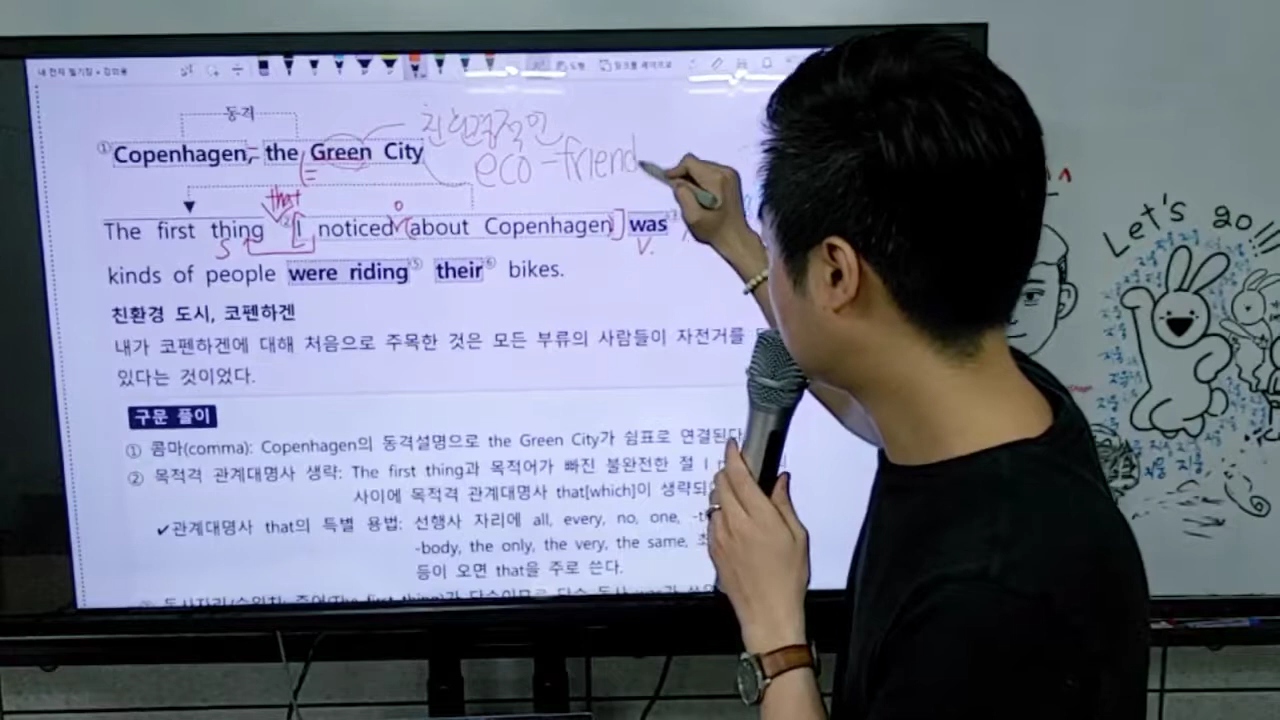 내 전자 필기장 • 강의용
동격
친환경적인
① Copenhagen, the Green City
eco-friend
that
The first thing ② [I noticed (about Copenhagen)] was ③
S
O
V.
kinds of people were riding ⑤ their ⑥ bikes.
친환경 도시, 코펜하겐
내가 코펜하겐에 대해 처음으로 주목한 것은 모든 부류의 사람들이 자전거를
있다는 것이었다.
구문 풀이
① 콤마(comma): Copenhagen의 동격설명으로 the Green City가 쉼표로 연결된다
② 목적격 관계대명사 생략: The first thing과 목적어가 빠진 불완전한 절 I
사이에 목적격 관계대명사 that[which]이 생략되
✔관계대명사 that의 특별 용법: 선행사 자리에 all, every, no, one, -t
-body, the only, the very, the same,
등이 오면 that을 주로 쓴다.
Let's go!!!
지움